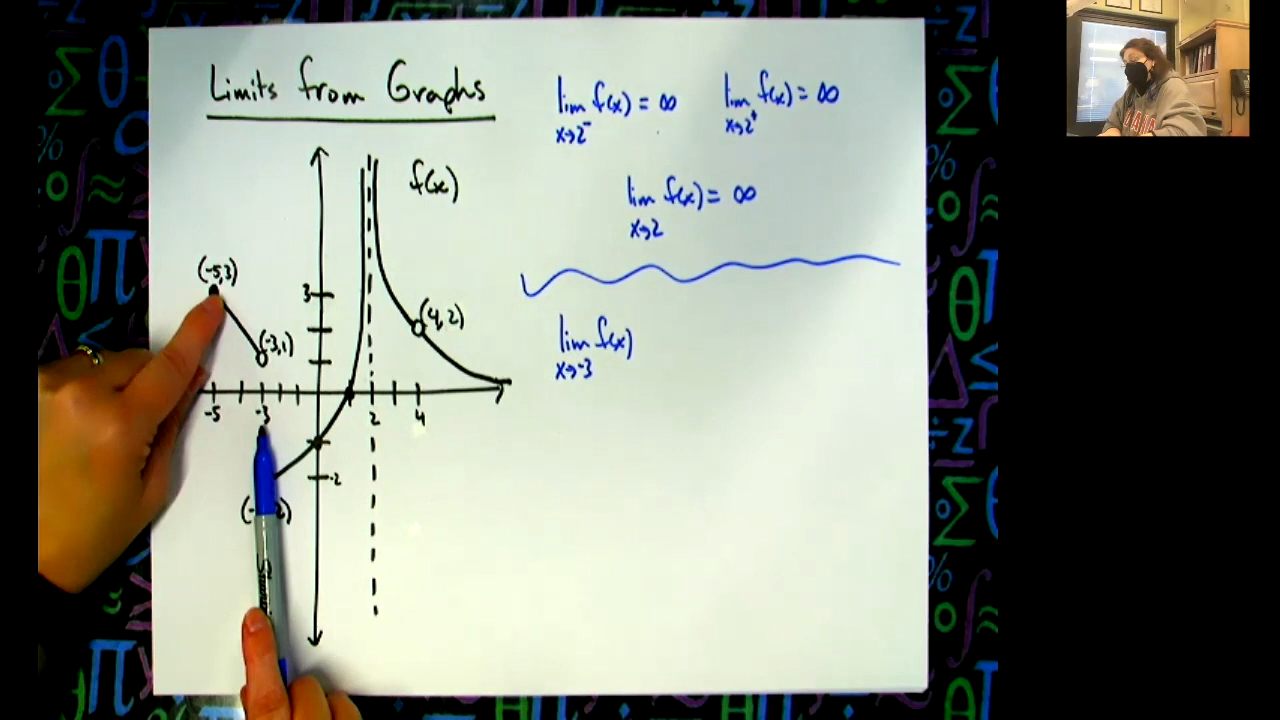 Limits from Graphs
lim f(x) = ∞
x→2⁻
lim f(x) = ∞
x→2⁺
lim f(x) = ∞
x→2
f(x)
(-5,3)
3
(4,2)
(-3,1)
-5
-3
2
4
-2
lim f(x)
x→-3